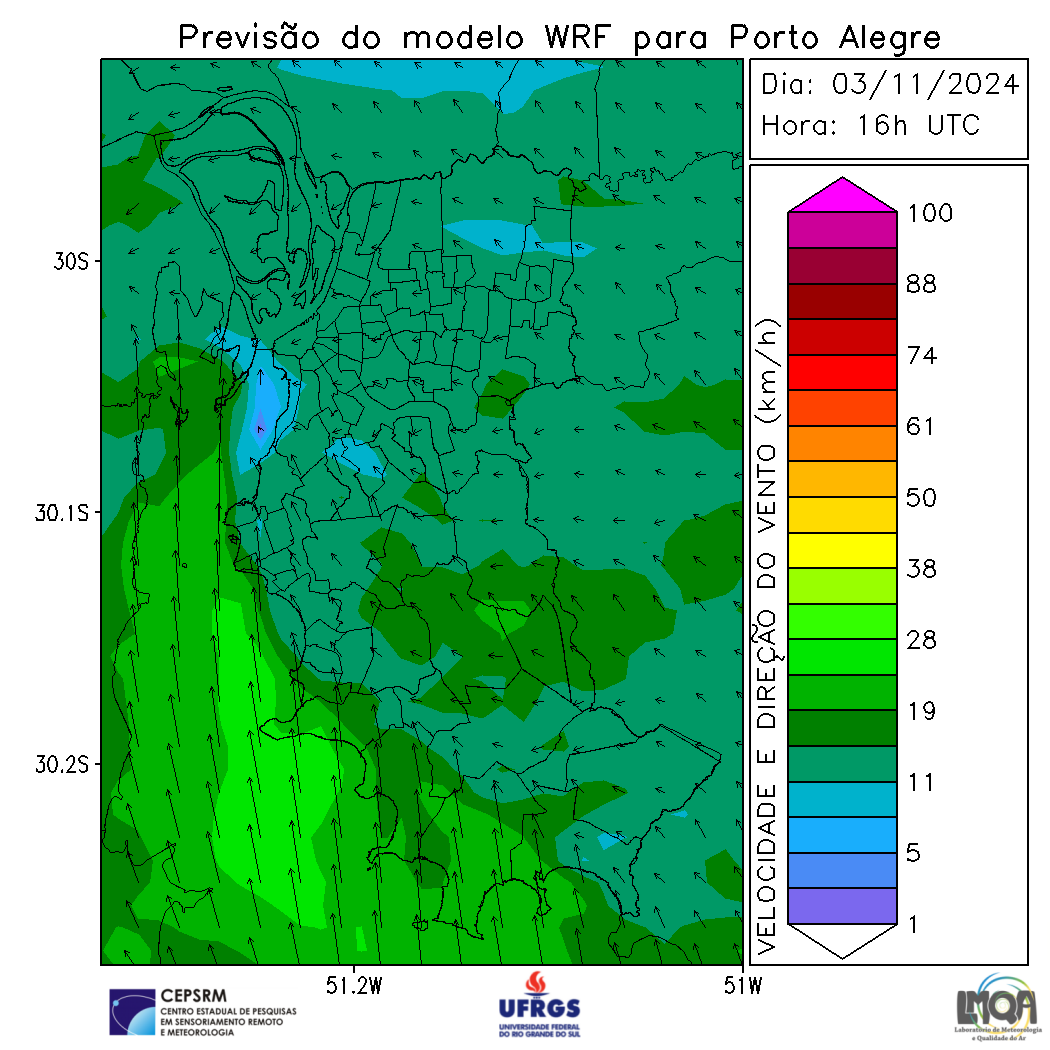 Previsão do modelo WRF para Porto Alegre
Dia: 03/11/2024
Hora: 16h UTC
30S
30.1S
30.2S
51.2W
51W
VELOCIDADE E DIREÇÃO DO VENTO (km/h)
100
88
74
61
50
38
28
19
11
5
1
CEPSRM
CENTRO ESTADUAL DE PESQUISAS
EM SENSORIAMENTO REMOTO
E METEOROLOGIA
UFRGS
UNIVERSIDADE FEDERAL
DO RIO GRANDE DO SUL
LMQA
Laboratório de Meteorologia
e Qualidade do Ar